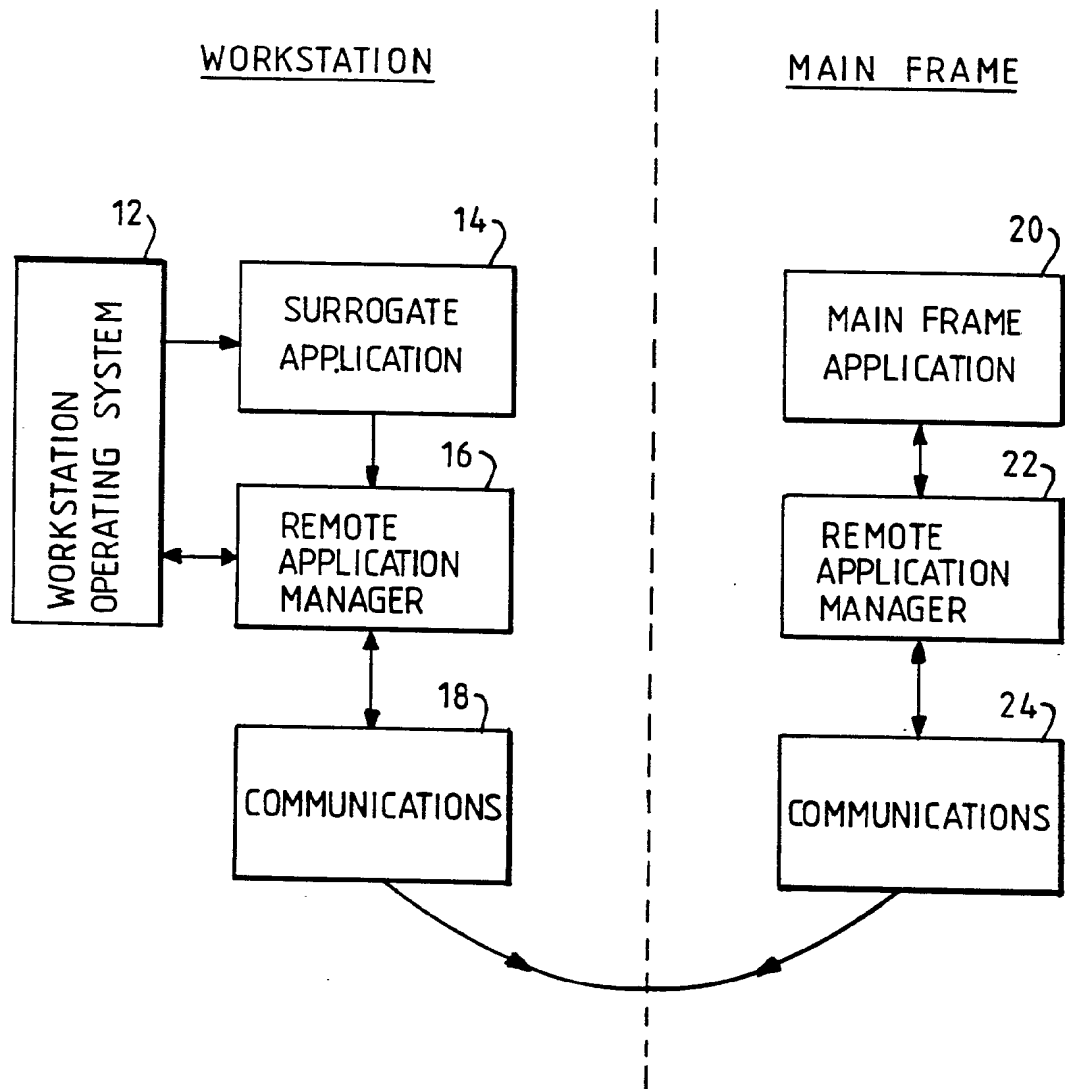 WORKSTATION
MAIN FRAME
12
14
20
WORKSTATION
OPERATING SYSTEM
SURROGATE
APPLICATION
MAIN FRAME
APPLICATION
16
22
REMOTE
APPLICATION
MANAGER
REMOTE
APPLICATION
MANAGER
18
24
COMMUNICATIONS
COMMUNICATIONS